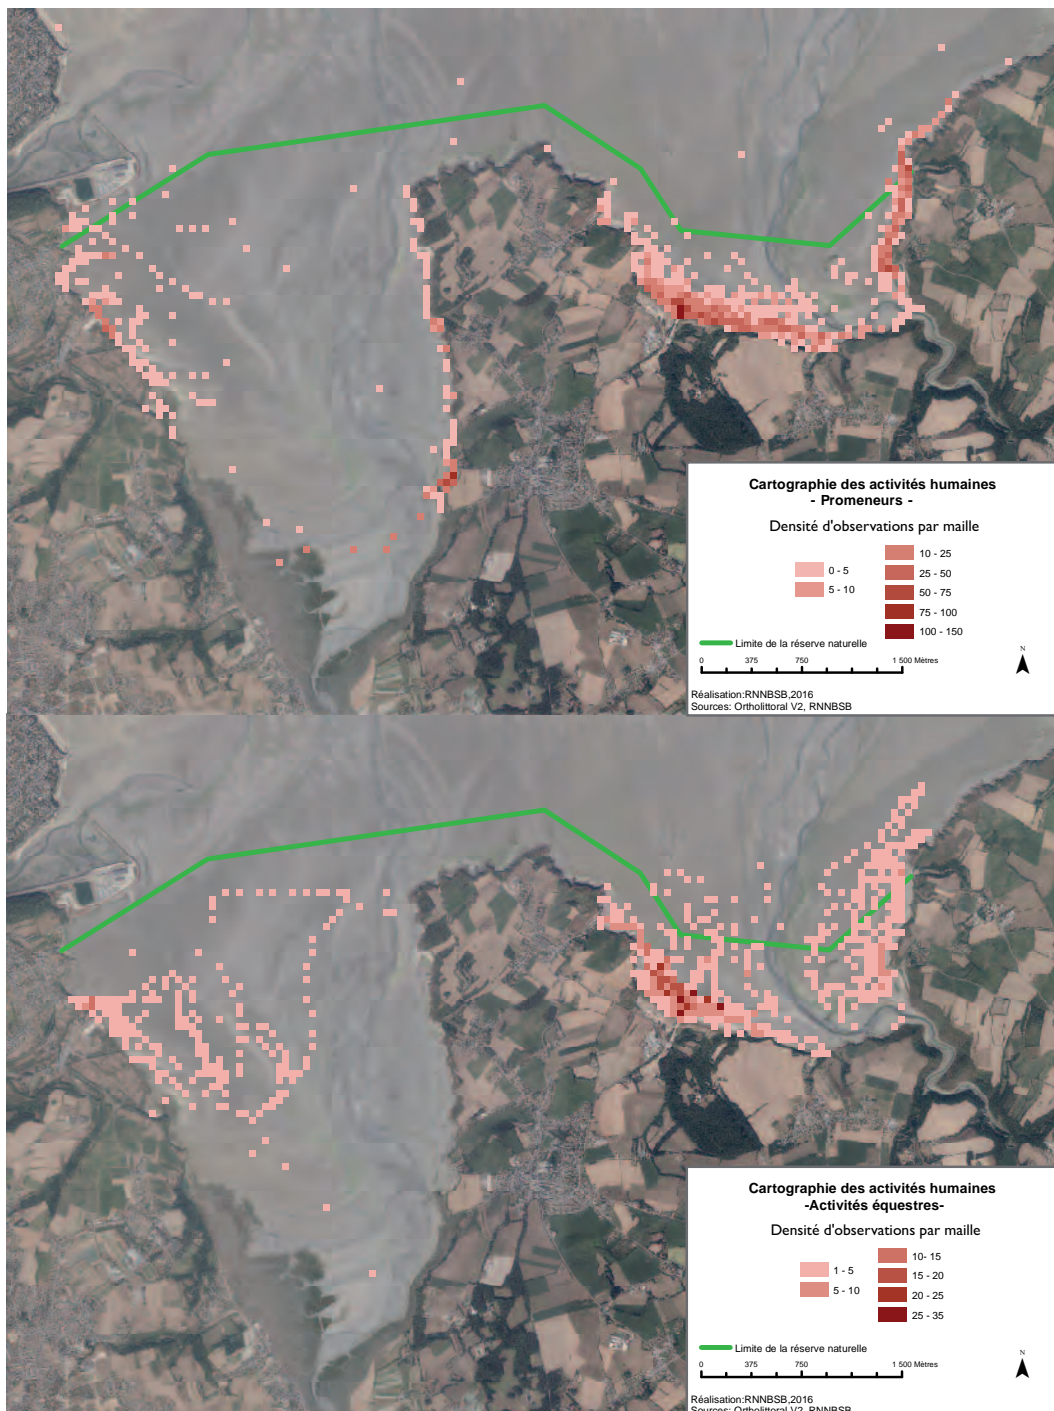 Cartographie des activités humaines
- Promeneurs -
Densité d'observations par maille
0 - 5
5 - 10
10 - 25
25 - 50
50 - 75
75 - 100
100 - 150
Limite de la réserve naturelle
0 375 750 1 500 Mètres
N
Réalisation:RNNBSB,2016
Sources: Ortholittoral V2, RNNBSB
Cartographie des activités humaines
-Activités équestres-
Densité d'observations par maille
1 - 5
5 - 10
10- 15
15 - 20
20 - 25
25 - 35
Limite de la réserve naturelle
0 375 750 1 500 Mètres
N
Réalisation:RNNBSB,2016
Sources: Ortholittoral V2, RNNBSB